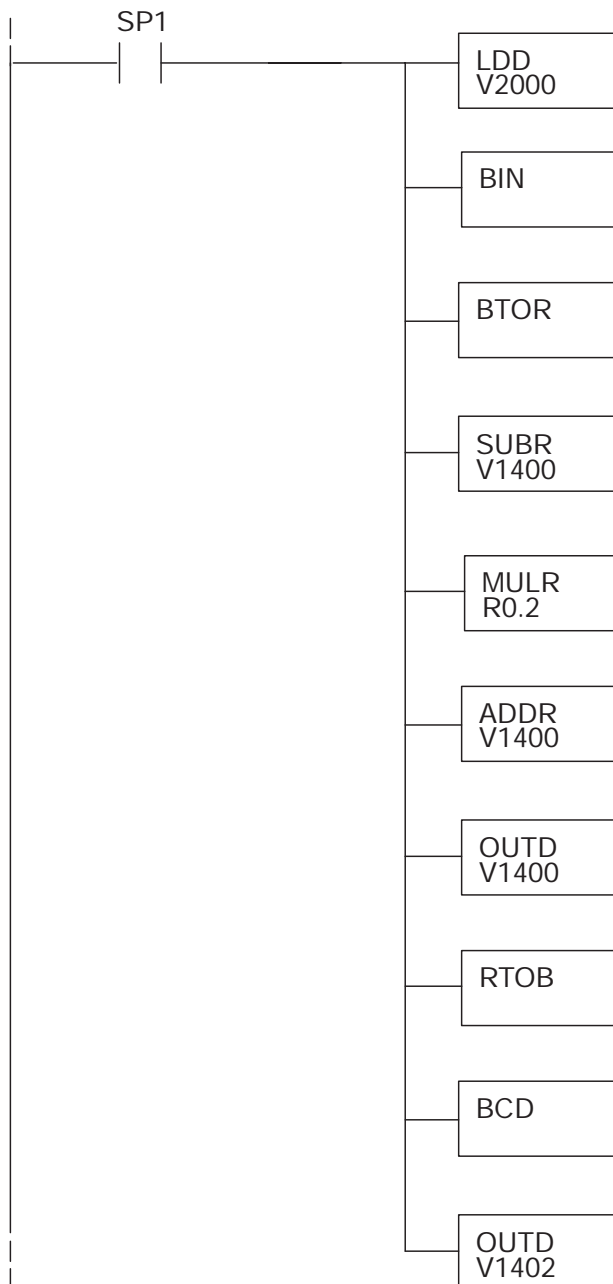 SP1
LDD
V2000
BIN
BTOR
SUBR
V1400
MULR
R0.2
ADDR
V1400
OUTD
V1400
RTOB
BCD
OUTD
V1402